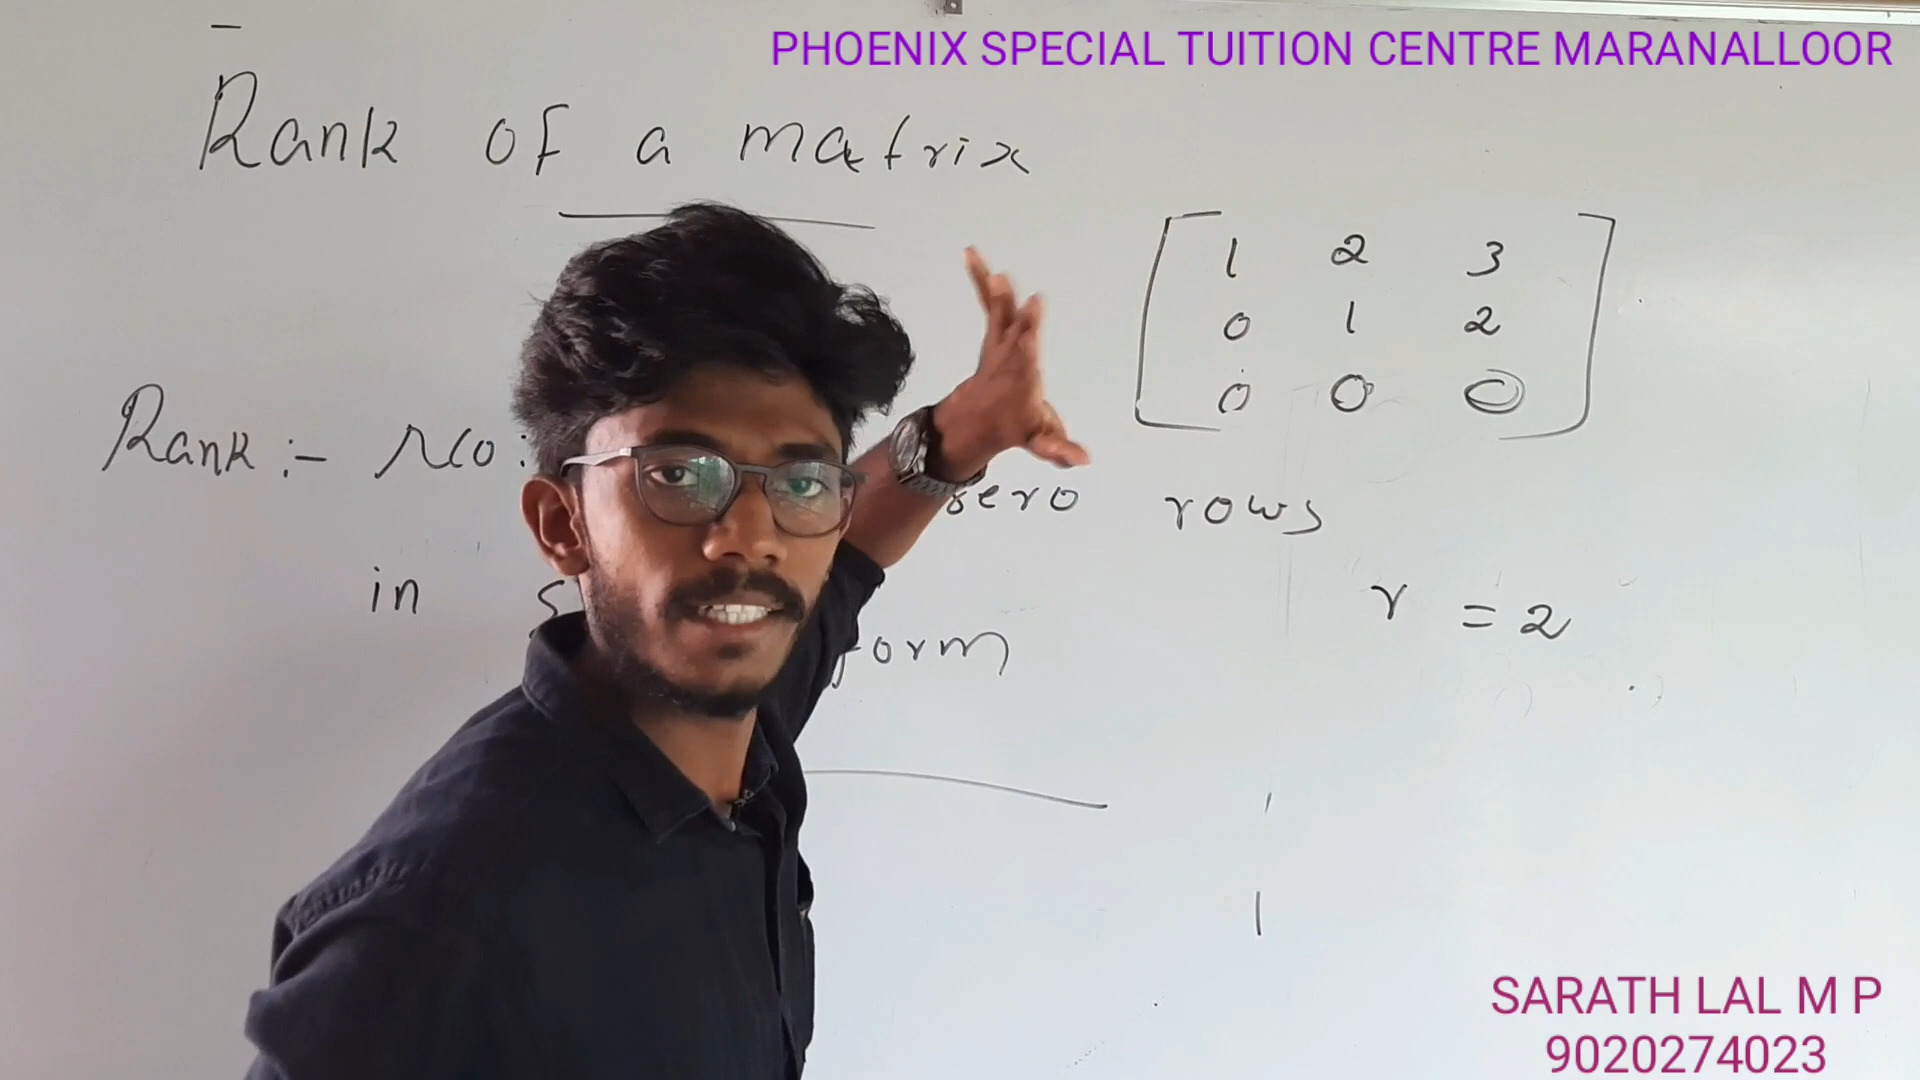 PHOENIX SPECIAL TUITION CENTRE MARANALLOOR
Rank of a matrix
1 2 3
0 1 2
0 0 0
Rank :- No: zero rows
in form
r = 2
SARATH LAL M P
9020274023